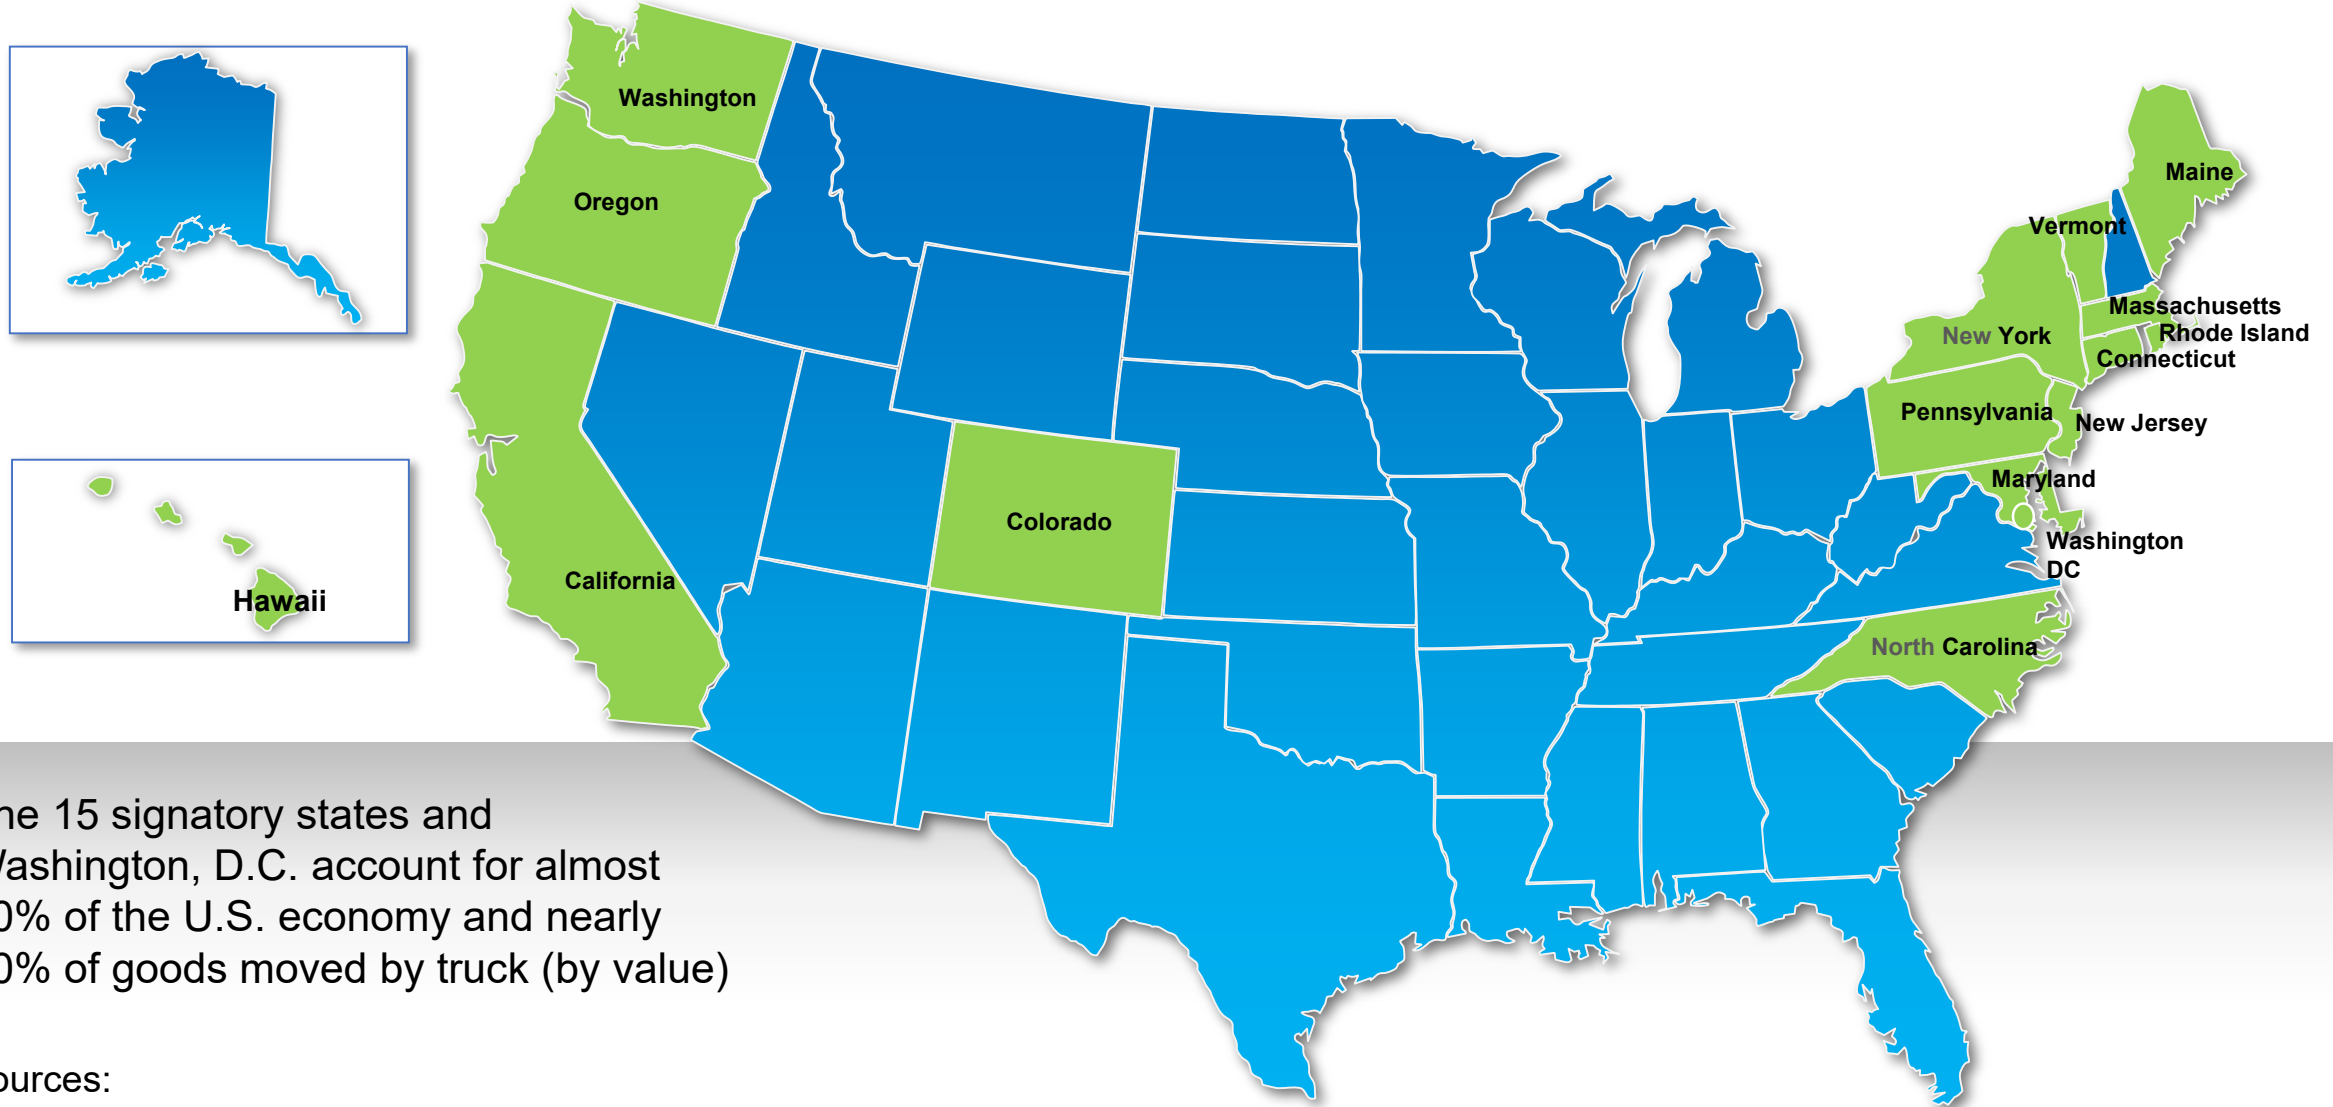 Washington
Oregon
California
Colorado
Hawaii
Maine
Vermont
Massachusetts
New York
Rhode Island
Connecticut
Pennsylvania
New Jersey
Maryland
Washington
DC
North Carolina
he 15 signatory states and
Washington, D.C. account for almost
0% of the U.S. economy and nearly
0% of goods moved by truck (by value)
ources: